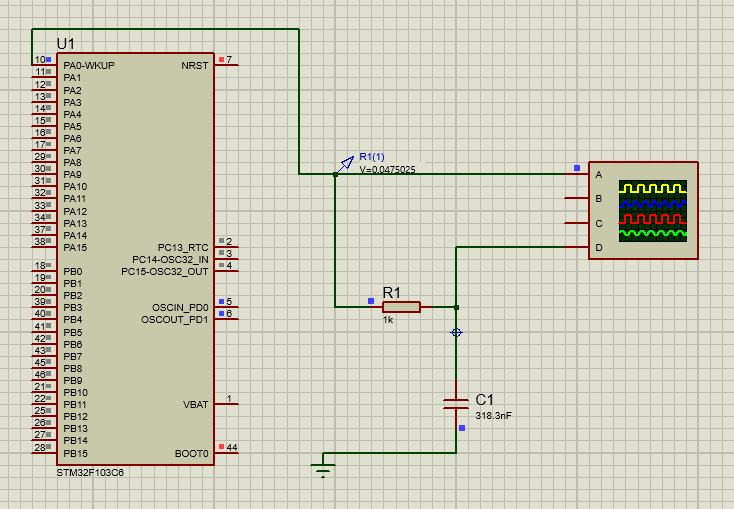 U1
10 PA0-WKUP NRST 7
11 PA1
12 PA2
13 PA3
14 PA4
15 PA5
16 PA6
17 PA7
29 PA8
30 PA9
31 PA10
32 PA11
33 PA12
34 PA13
37 PA14
38 PA15 PC13_RTC 2
PC14-OSC32_IN 3
18 PB0 PC15-OSC32_OUT 4
19 PB1
20 PB2
39 PB3 OSCIN_PD0 5
40 PB4 OSCOUT_PD1 6
41 PB5
42 PB6
43 PB7
45 PB8
46 PB9
21 PB10
22 PB11 VBAT 1
25 PB12
26 PB13
27 PB14
28 PB15 BOOT0 44
STM32F103C6
R1(1)
V=0.0475025
A
B
C
D
R1
1k
C1
318.3nF